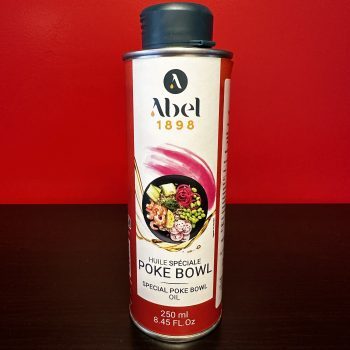 A
Abel
1898
HUILE SPÉCIALE
POKE BOWL
SPECIAL POKE BOWL
OIL
250 ml
8.45 FL.Oz